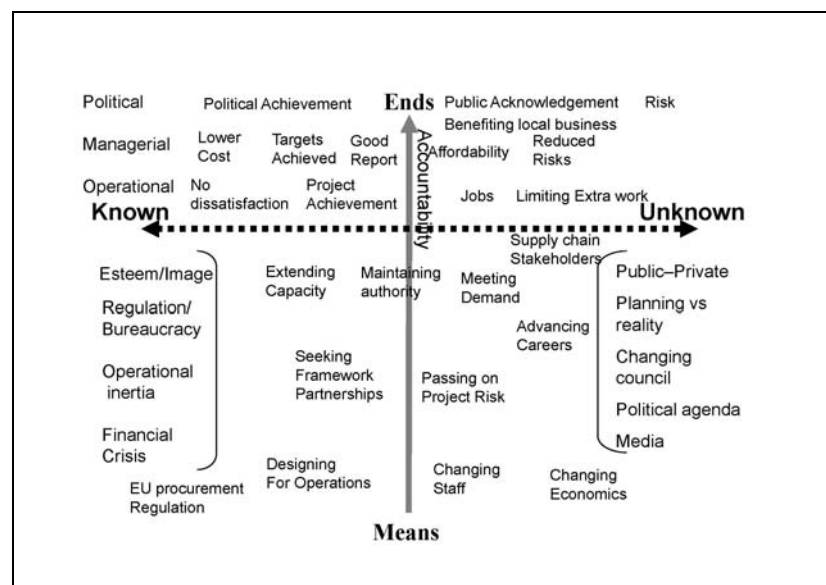 Political
Political Achievement
Ends
Public Acknowledgement
Risk
Benefiting local business
Managerial
Lower
Cost
Targets
Achieved
Good
Report
Accountability
Affordability
Reduced
Risks
Operational
No
dissatisfaction
Project
Achievement
Jobs
Limiting Extra work
Known
Unknown
Supply chain
Stakeholders
Esteem/Image
Extending
Capacity
Maintaining
authority
Meeting
Demand
Public–Private
Regulation/
Bureaucracy
Planning vs
reality
Advancing
Careers
Operational
inertia
Seeking
Framework
Partnerships
Passing on
Project Risk
Changing
council
Political agenda
Financial
Crisis
Media
Designing
For Operations
Changing
Staff
Changing
Economics
EU procurement
Regulation
Means